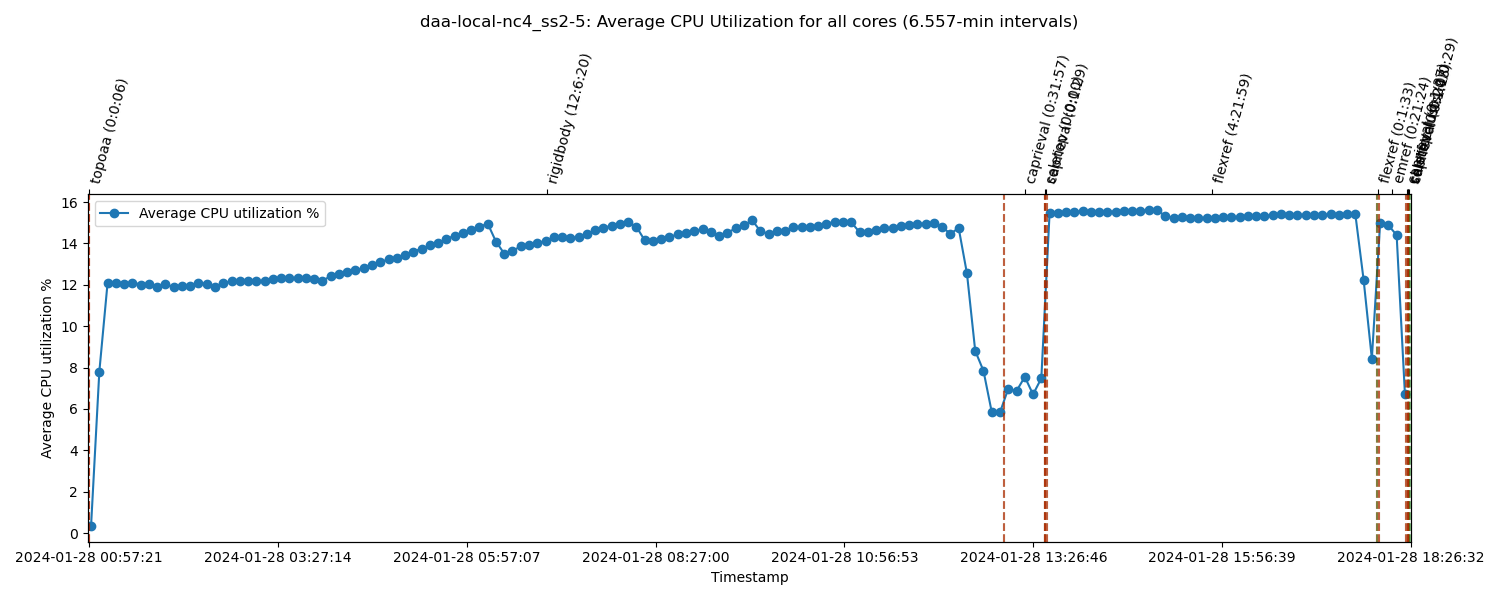 daa-local-nc4_ss2-5: Average CPU Utilization for all cores (6.557-min intervals)
topoaa (0:0:06)
rigidbody (12:6:20)
caprieval (0:31:57)
flexref (4:21:59)
flexref (0:1:33)
emref (0:21:24)
Average CPU utilization %
16
14
12
10
8
6
4
2
0
Average CPU utilization %
2024-01-28 00:57:21
2024-01-28 03:27:14
2024-01-28 05:57:07
2024-01-28 08:27:00
2024-01-28 10:56:53
2024-01-28 13:26:46
2024-01-28 15:56:39
2024-01-28 18:26:32
Timestamp